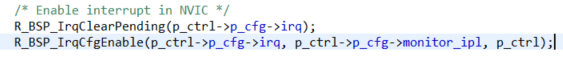 /* Enable interrupt in NVIC */
R_BSP_IrqClearPending(p_ctrl->p_cfg->irq);
R_BSP_IrqCfgEnable(p_ctrl->p_cfg->irq, p_ctrl->p_cfg->monitor_ipl, p_ctrl);